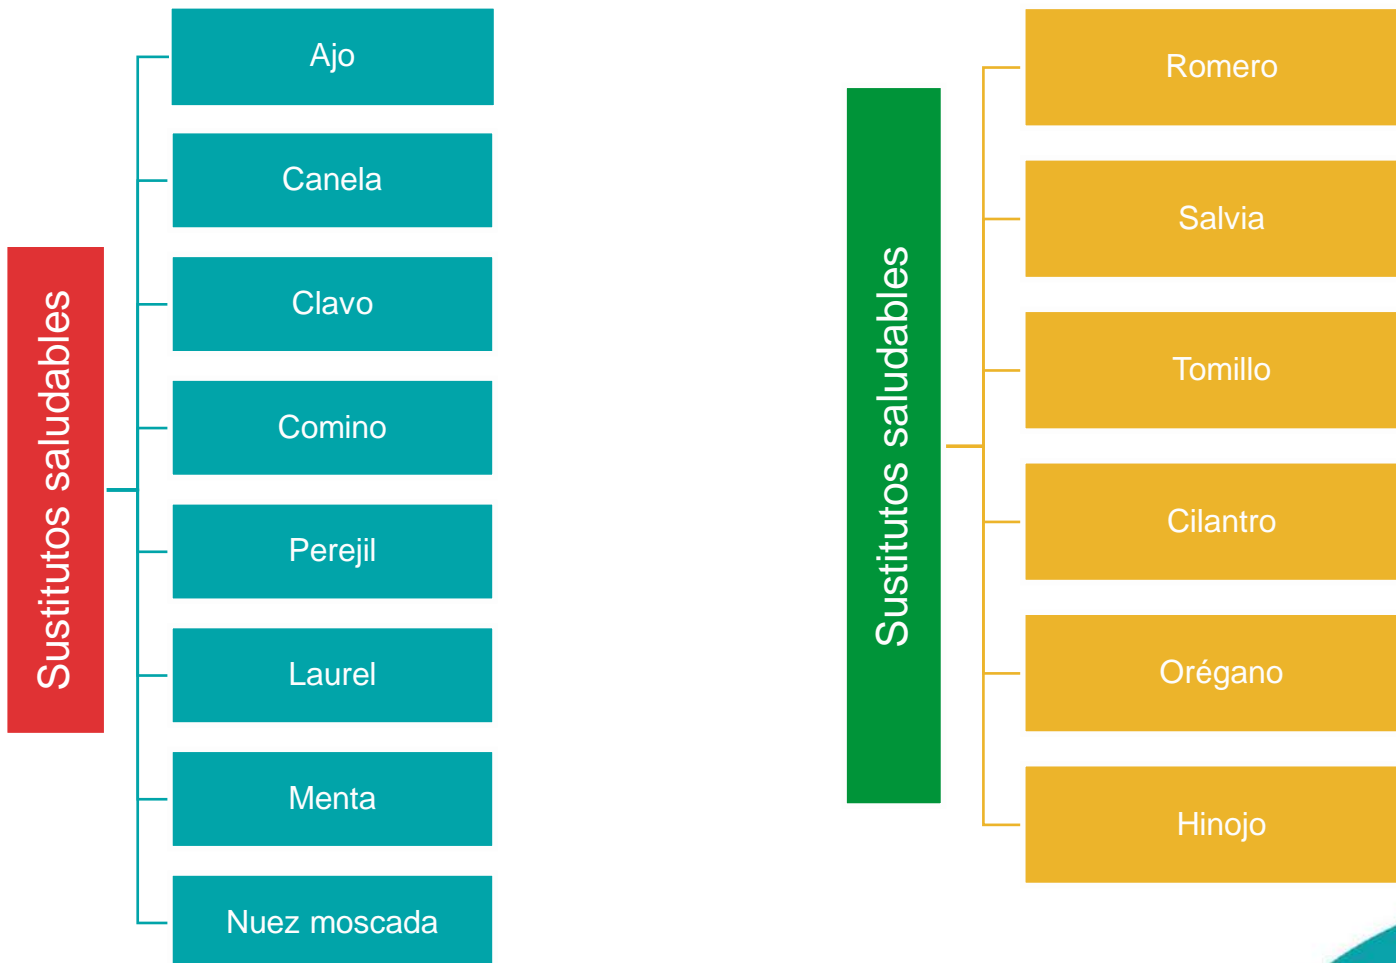 Sustitutos saludables
Ajo
Canela
Clavo
Comino
Perejil
Laurel
Menta
Nuez moscada
Sustitutos saludables
Romero
Salvia
Tomillo
Cilantro
Orégano
Hinojo